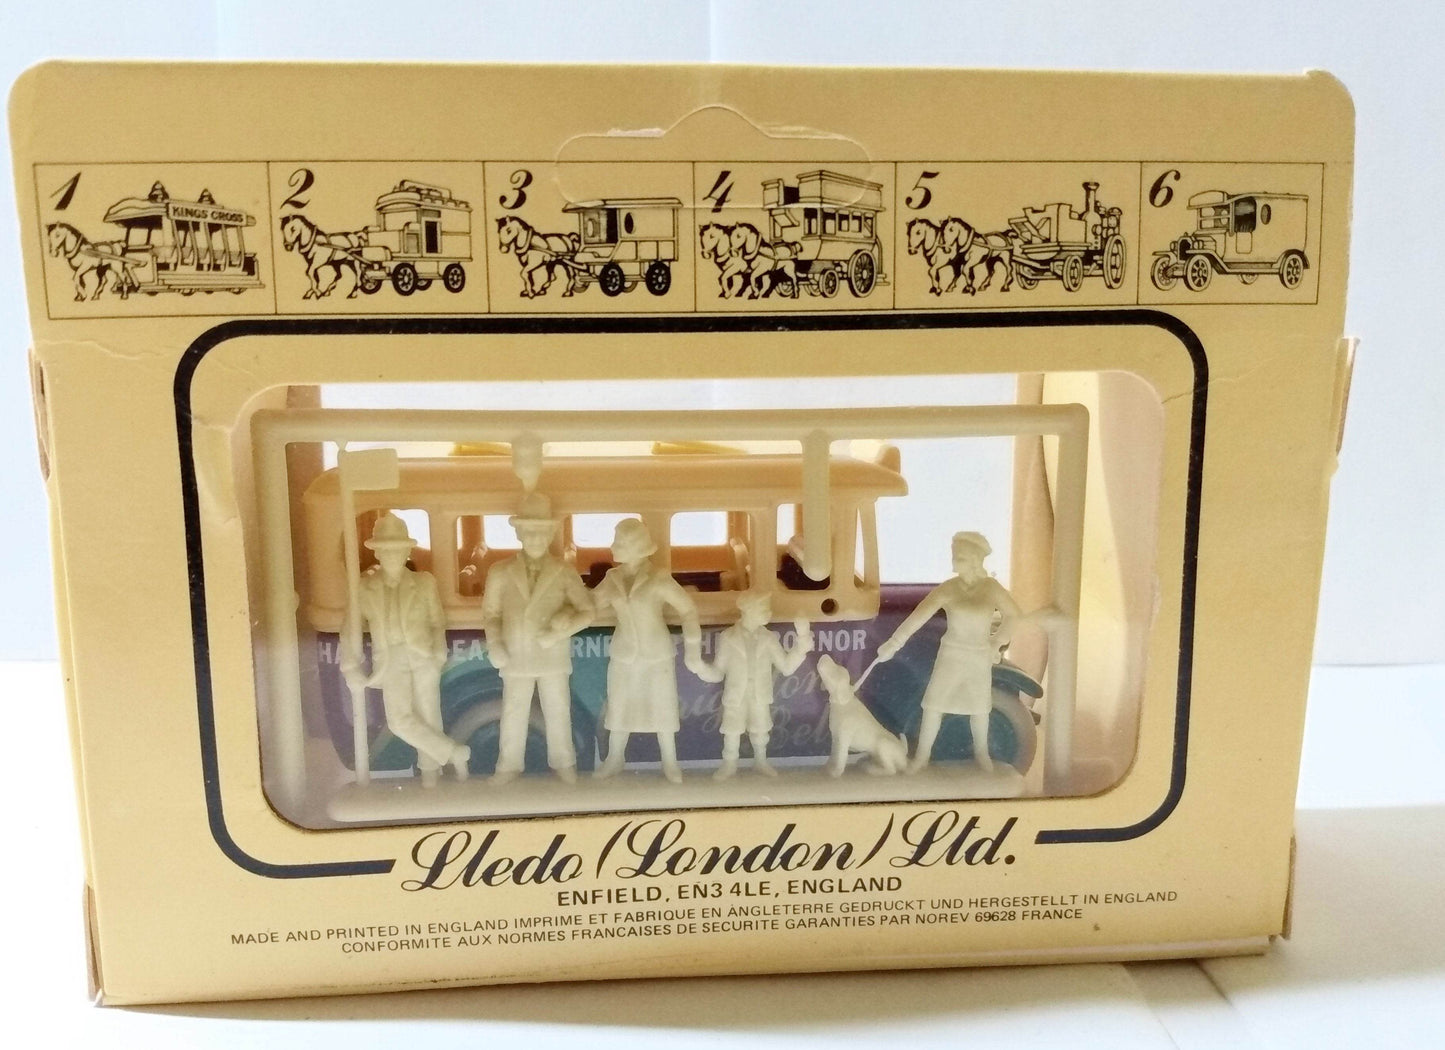 1 2 3 4 5 6
KINGS CROSS
BOGNOR
Lledo (London) Ltd.
ENFIELD, EN3 4LE, ENGLAND
MADE AND PRINTED IN ENGLAND IMPRIME ET FABRIQUE EN ANGLETERRE GEDRUCKT UND HERGESTELLT IN ENGLAND
CONFORMITE AUX NORMES FRANCAISES DE SECURITE GARANTIES PAR NOREV 69628 FRANCE